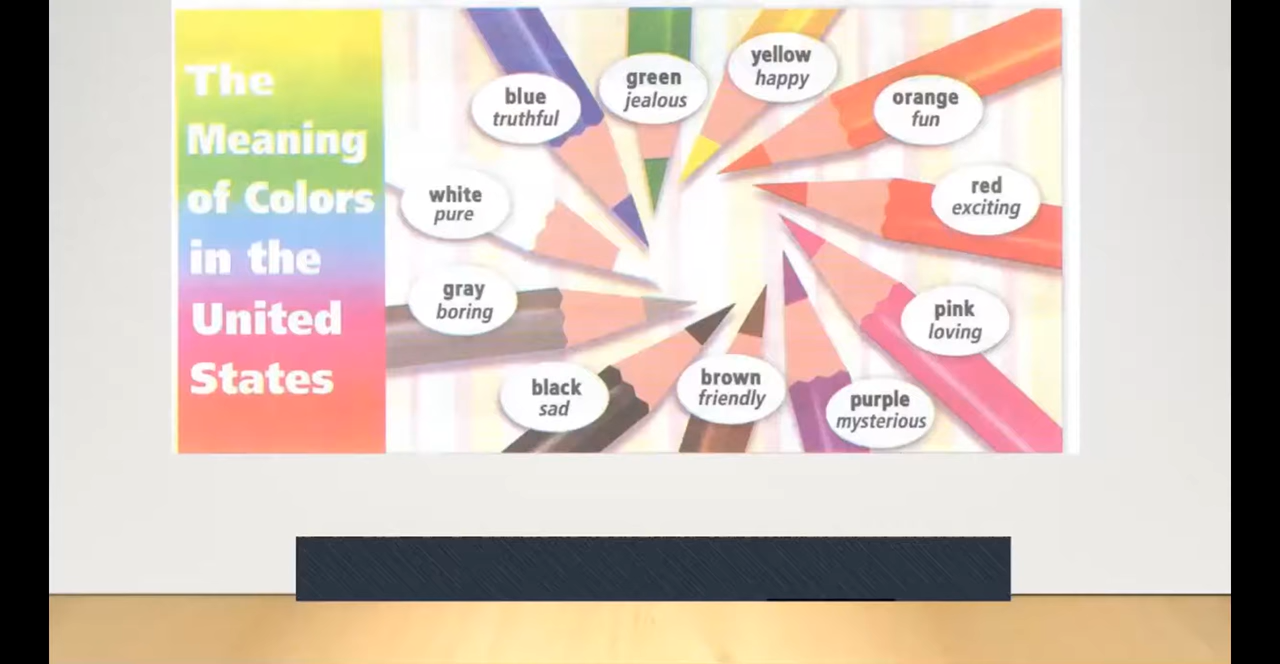 The
Meaning
of Colors
in the
United
States
blue
truthful
green
jealous
yellow
happy
orange
fun
white
pure
red
exciting
gray
boring
pink
loving
black
sad
brown
friendly
purple
mysterious